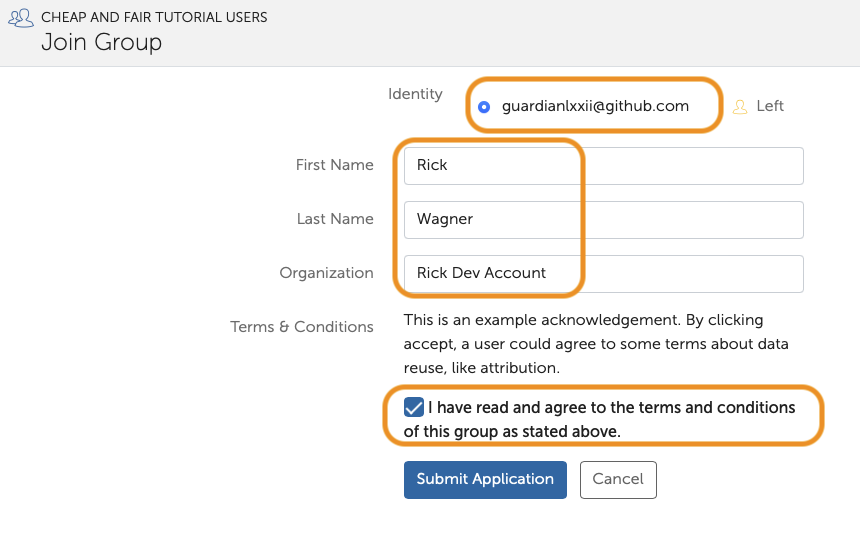 CHEAP AND FAIR TUTORIAL USERS
Join Group
Identity
guardianlxxii@github.com
Left
First Name
Rick
Last Name
Wagner
Organization
Rick Dev Account
Terms & Conditions
This is an example acknowledgement. By clicking
accept, a user could agree to some terms about data
reuse, like attribution.
I have read and agree to the terms and conditions
of this group as stated above.
Submit Application
Cancel